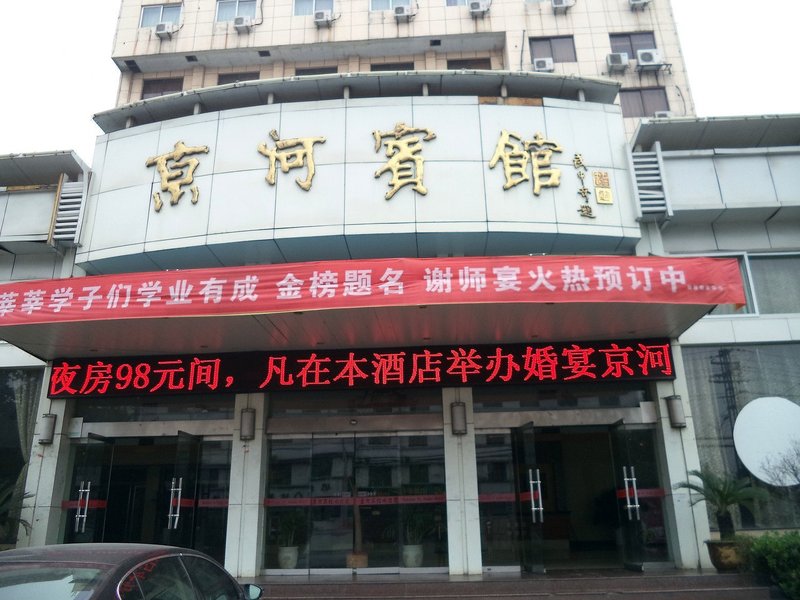 京河賓館
莘莘学子们学业有成 金榜题名 谢师宴火热预订中
夜房98元间，凡在本酒店举办婚宴京河